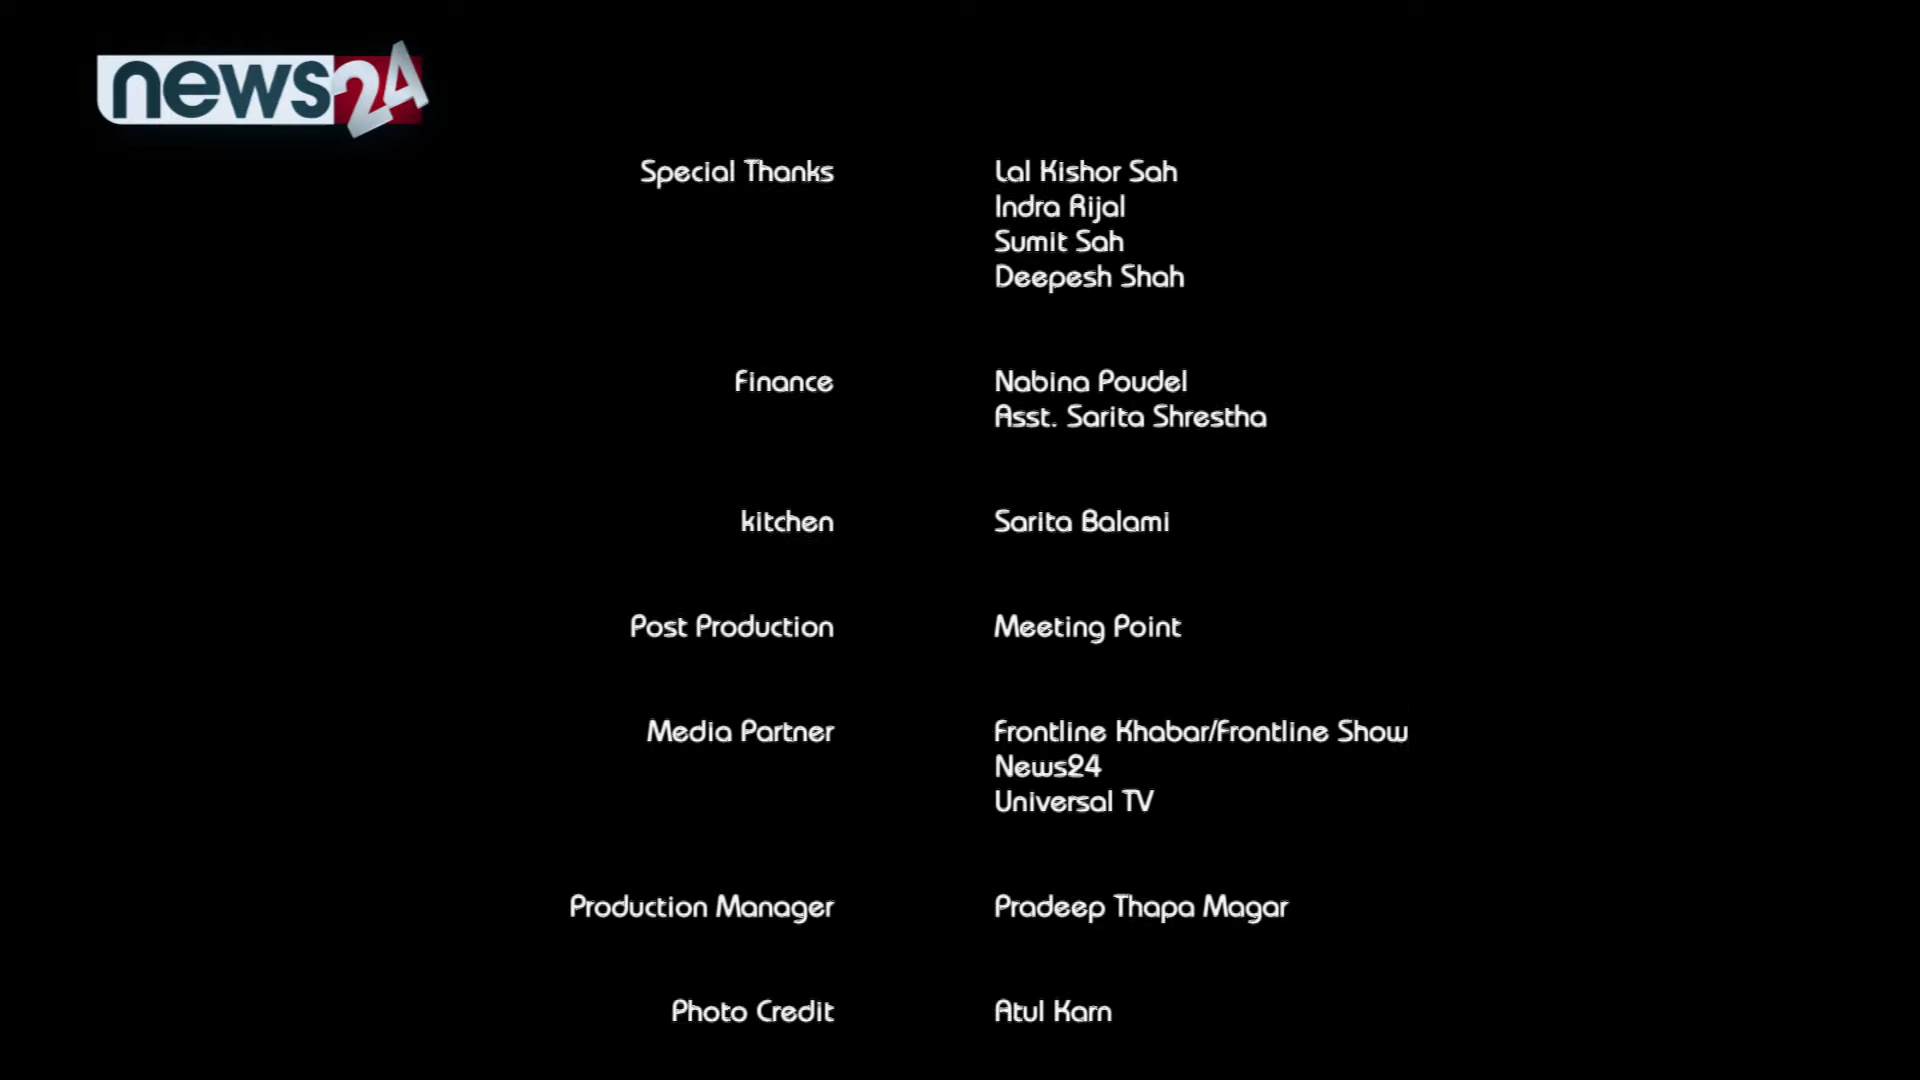 news24
Special Thanks Lal Kishor Sah
Indra Rijal
Sumit Sah
Deepesh Shah
Finance Nabina Poudel
Asst. Sarita Shrestha
kitchen Sarita Balami
Post Production Meeting Point
Media Partner Frontline Khabar/Frontline Show
News24
Universal TV
Production Manager Pradeep Thapa Magar
Photo Credit Atul Karn